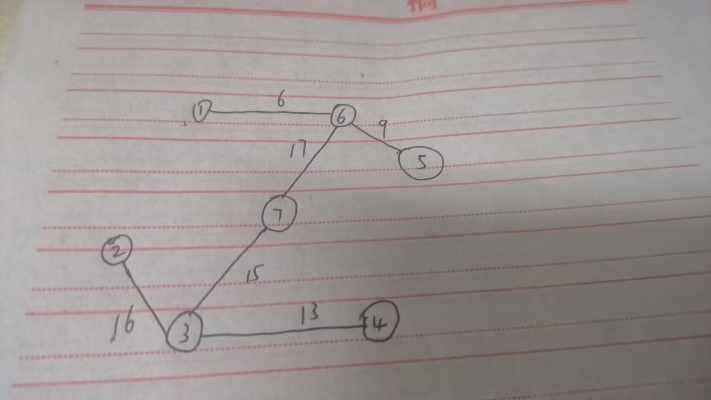 6
① ⑥ 9
17 ⑤
⑦
②
15
16 ③ 13 ④